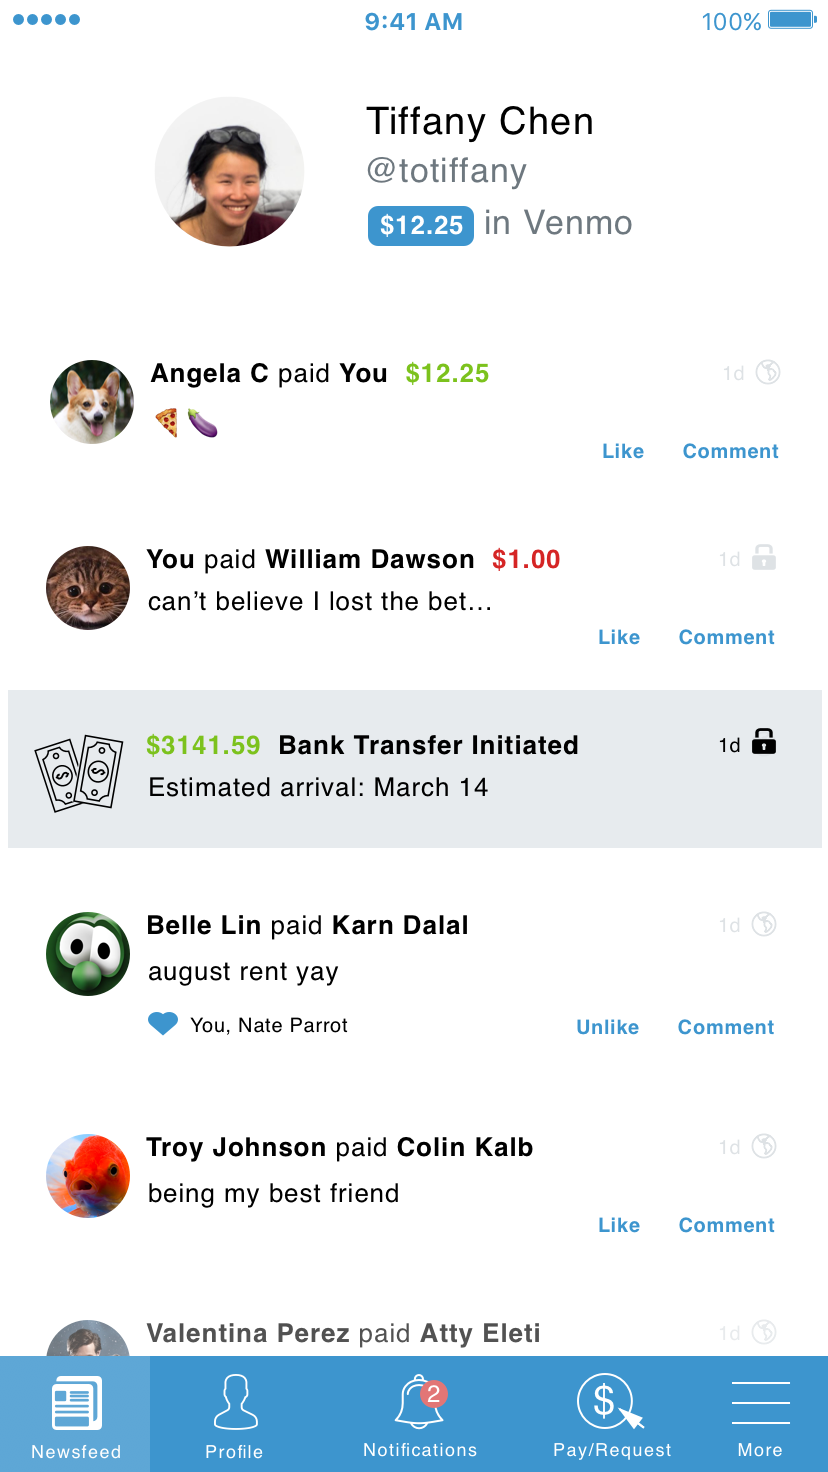 9:41 AM 100%
Tiffany Chen
@totiffany
$12.25 in Venmo
Angela C paid You $12.25 1d
🍕🍆
Like Comment
You paid William Dawson $1.00 1d
can’t believe I lost the bet...
Like Comment
$3141.59 Bank Transfer Initiated 1d
Estimated arrival: March 14
Belle Lin paid Karn Dalal 1d
august rent yay
You, Nate Parrot Unlike Comment
Troy Johnson paid Colin Kalb 1d
being my best friend
Like Comment
Valentina Perez paid Atty Eleti 1d
2 $
Newsfeed Profile Notifications Pay/Request More